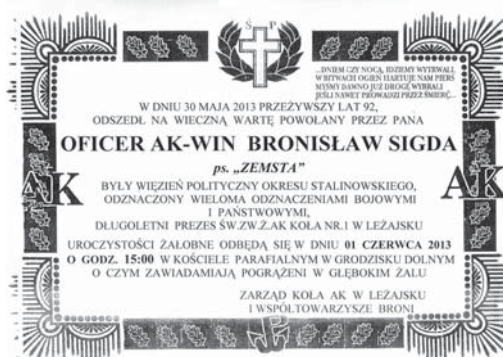 Ś P
...DNIEM CZY NOCĄ, IDZIEMY WYTRWALI,
W BITWACH OGIEŃ HARTUJE NAM PIERŚ
MYŚMY DAWNO JUŻ DROGĘ WYBRALI
JEŚLI NAWET PROWADZI PRZEZ ŚMIERĆ...
W DNIU 30 MAJA 2013 PRZEŻYWSZY LAT 92,
ODSZEDŁ NA WIECZNĄ WARTĘ POWOŁANY PRZEZ PANA
OFICER AK-WIN BRONISŁAW SIGDA
ps. „ZEMSTA"
AK
AK
BYŁY WIĘZIEŃ POLITYCZNY OKRESU STALINOWSKIEGO,
ODZNACZONY WIELOMA ODZNACZENIAMI BOJOWYMI
I PAŃSTWOWYMI,
DŁUGOLETNI PREZES ŚW.ZW.Ż.AK KOŁA NR.1 W LEŻAJSKU
UROCZYSTOŚCI ŻAŁOBNE ODBĘDĄ SIĘ W DNIU 01 CZERWCA 2013
O GODZ. 15:00 W KOŚCIELE PARAFIALNYM W GRODZISKU DOLNYM
O CZYM ZAWIADAMIAJĄ POGRĄŻENI W GŁĘBOKIM ŻALU
ZARZĄD KOŁA AK W LEŻAJSKU
I WSPÓŁTOWARZYSZE BRONI